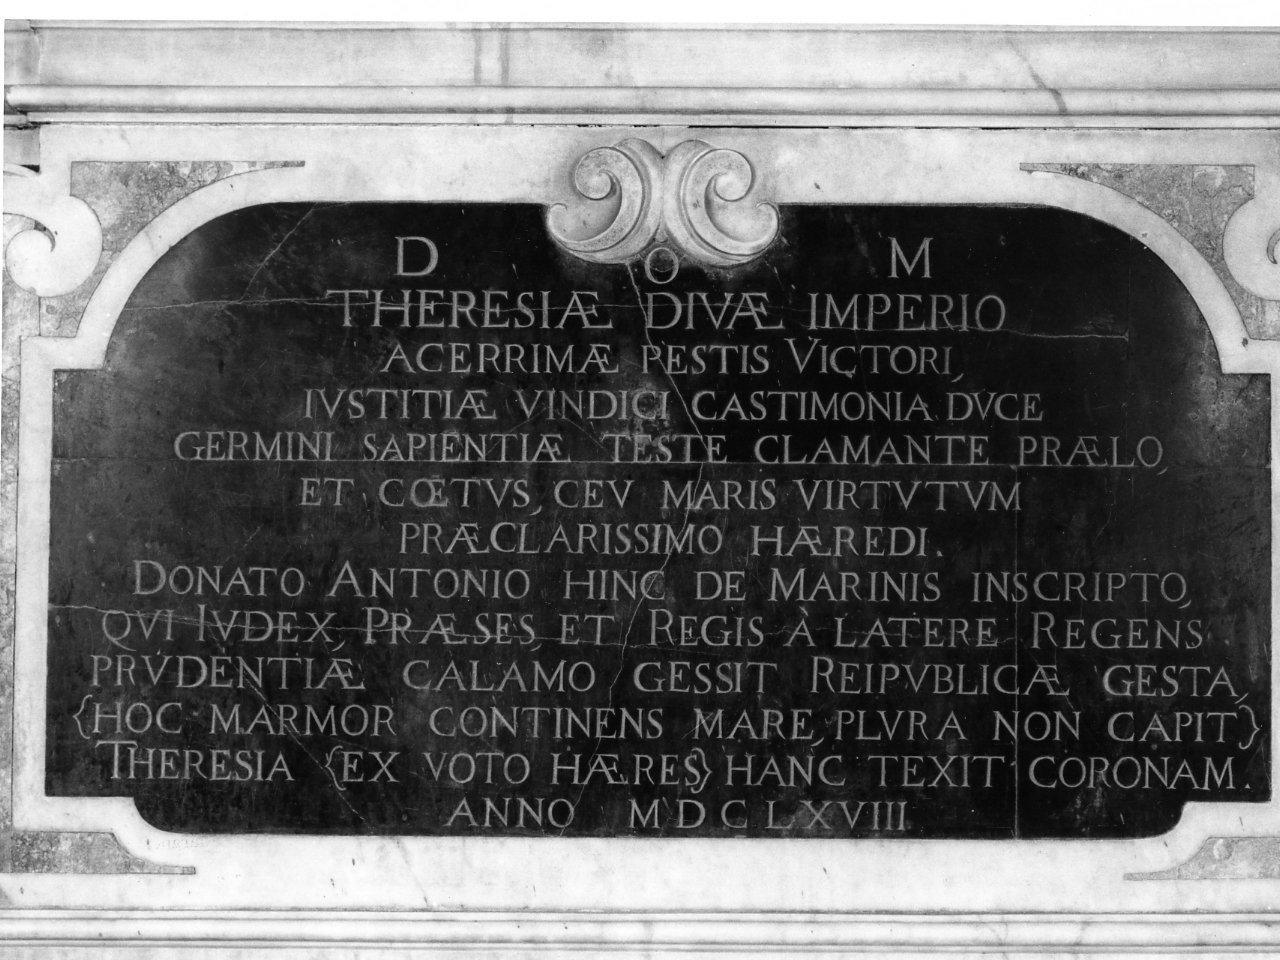 D O M
THERESIÆ DIVÆ IMPERIO
ACERRIMÆ PESTIS VICTORI,
IVSTITIÆ VINDICI CASTIMONIA DVCE
GERMINI SAPIENTIÆ TESTE CLAMANTE PRÆLO,
ET CŒTVS, CEV MARIS VIRTVTVM
PRÆCLARISSIMO HÆREDI.
DONATO ANTONIO HINC DE MARINIS INSCRIPTO,
QVI IVDEX, PRÆSES, ET REGIS A LATERE REGENS
PRVDENTIÆ CALAMO GESSIT REIPVBLICÆ GESTA,
{HOC MARMOR CONTINENS MARE, PLVRA NON CAPIT}
THERESIA {EX VOTO HÆRES} HANC TEXIT CORONAM.
ANNO M D C LXVII